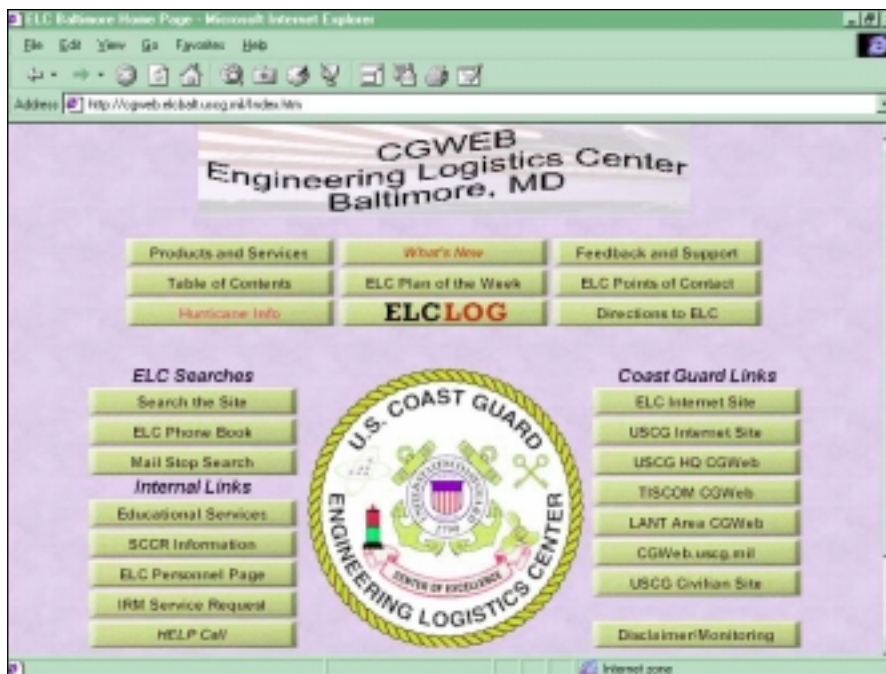 ELC Baltimore Home Page - Microsoft Internet Explorer
File Edit View Go Favorites Help
Address http://cgweb.elcbalt.uscg.mil/index.htm
CGWEB
Engineering Logistics Center
Baltimore, MD
Products and Services What's New Feedback and Support
Table of Contents ELC Plan of the Week ELC Points of Contact
Hurricane Info ELCLOG Directions to ELC
ELC Searches
Search the Site
ELC Phone Book
Mail Stop Search
Internal Links
Educational Services
SCCR Information
ELC Personnel Page
IRM Service Request
HELP Call
U.S. COAST GUARD
ENGINEERING LOGISTICS CENTER
UNITED STATES COAST GUARD
1790
CENTER OF EXCELLENCE
Coast Guard Links
ELC Internet Site
USCG Internet Site
USCG HQ CGWeb
TISCOM CGWeb
LANT Area CGWeb
CGWeb.uscg.mil
USCG Civilian Site
Disclaimer/Monitoring
Internet zone